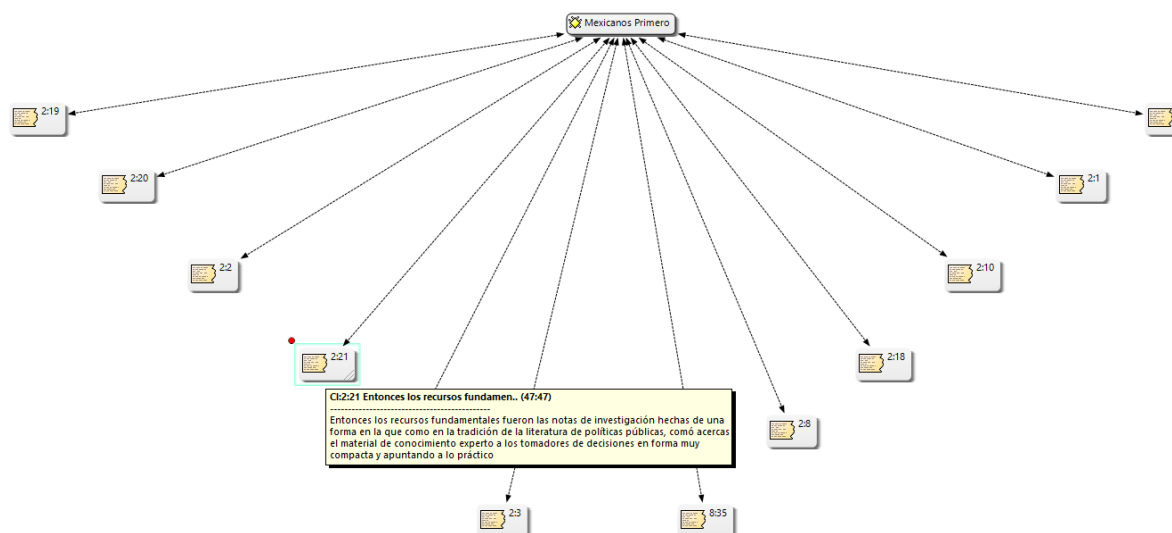 Mexicanos Primero
2:19
2:20
2:1
2:2
2:10
2:21
2:18
CI:2:21 Entonces los recursos fundamen.. (47:47)
Entonces los recursos fundamentales fueron las notas de investigación hechas de una
forma en la que como en la tradición de la literatura de políticas públicas, comó acercas
el material de conocimiento experto a los tomadores de decisiones en forma muy
compacta y apuntando a lo práctico
2:8
2:3
8:35